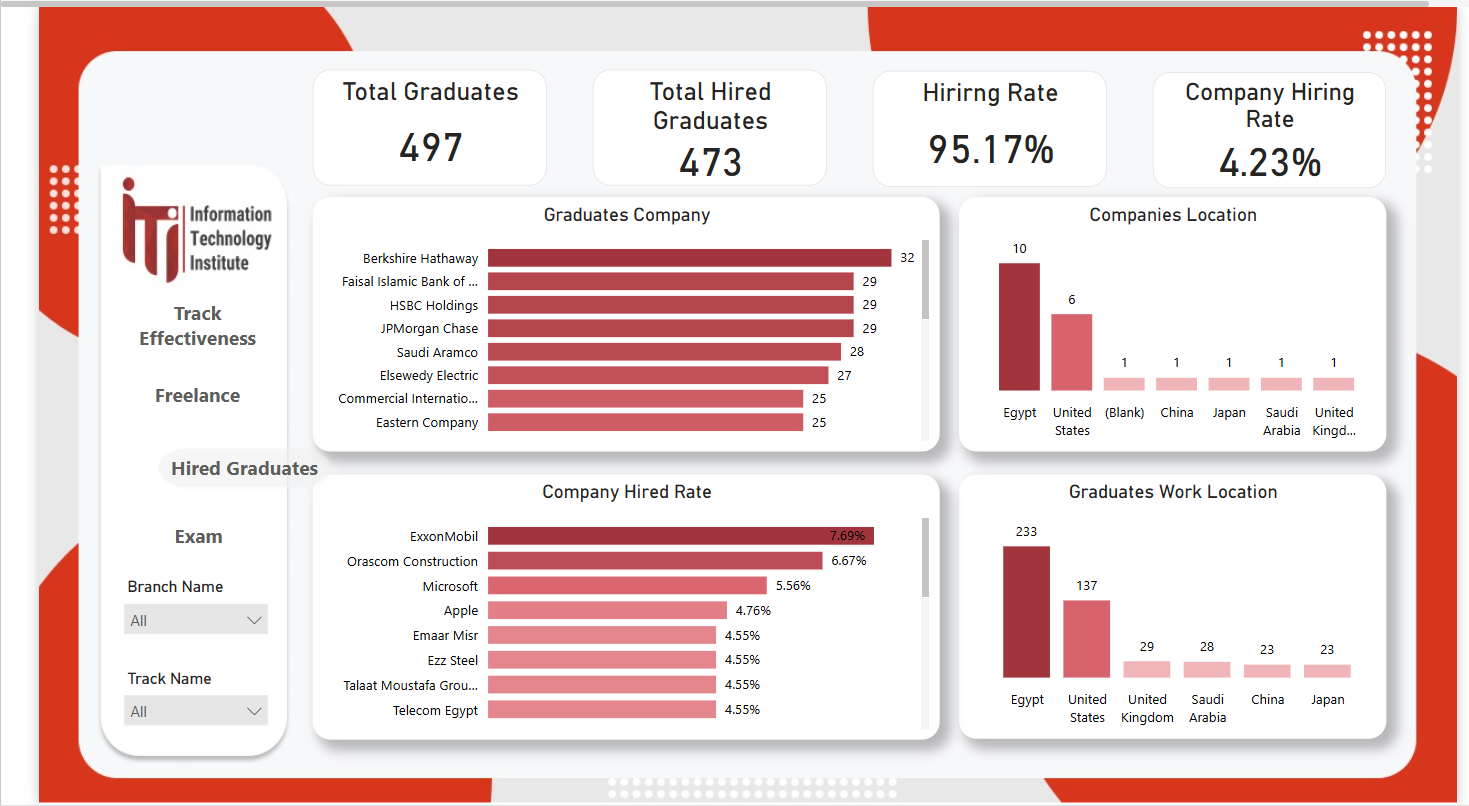 Total Graduates
497
Total Hired
Graduates
473
Hirirng Rate
95.17%
Company Hiring
Rate
4.23%
Information
Technology
Institute
Track
Effectiveness
Freelance
Hired Graduates
Exam
Branch Name
All
Track Name
All
Graduates Company
Berkshire Hathaway 32
Faisal Islamic Bank of ... 29
HSBC Holdings 29
JPMorgan Chase 29
Saudi Aramco 28
Elsewedy Electric 27
Commercial Internatio... 25
Eastern Company 25
Companies Location
10 6 1 1 1 1 1
Egypt United (Blank) China Japan Saudi United
States Arabia Kingd...
Company Hired Rate
ExxonMobil 7.69%
Orascom Construction 6.67%
Microsoft 5.56%
Apple 4.76%
Emaar Misr 4.55%
Ezz Steel 4.55%
Talaat Moustafa Grou... 4.55%
Telecom Egypt 4.55%
Graduates Work Location
233 137 29 28 23 23
Egypt United United Saudi China Japan
States Kingdom Arabia